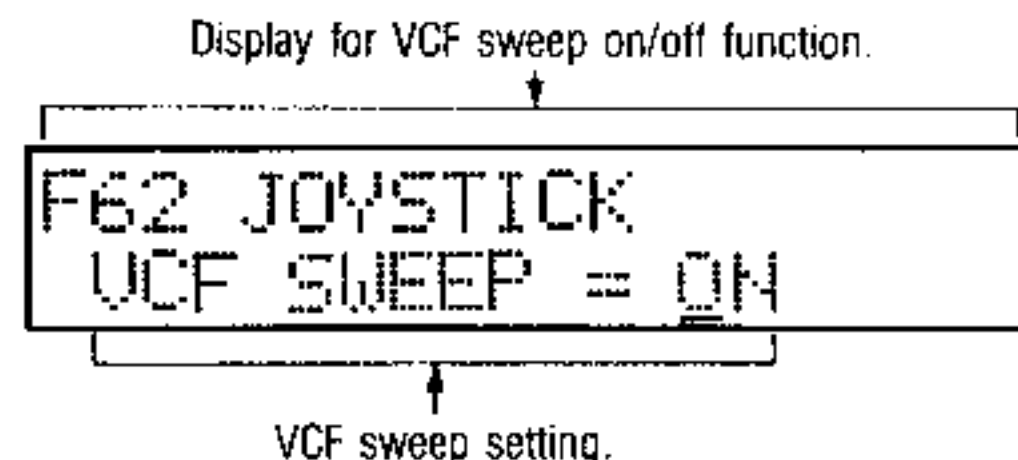 Display for VCF sweep on/off function.
F62 JOYSTICK
VCF SWEEP = ON
VCF sweep setting.